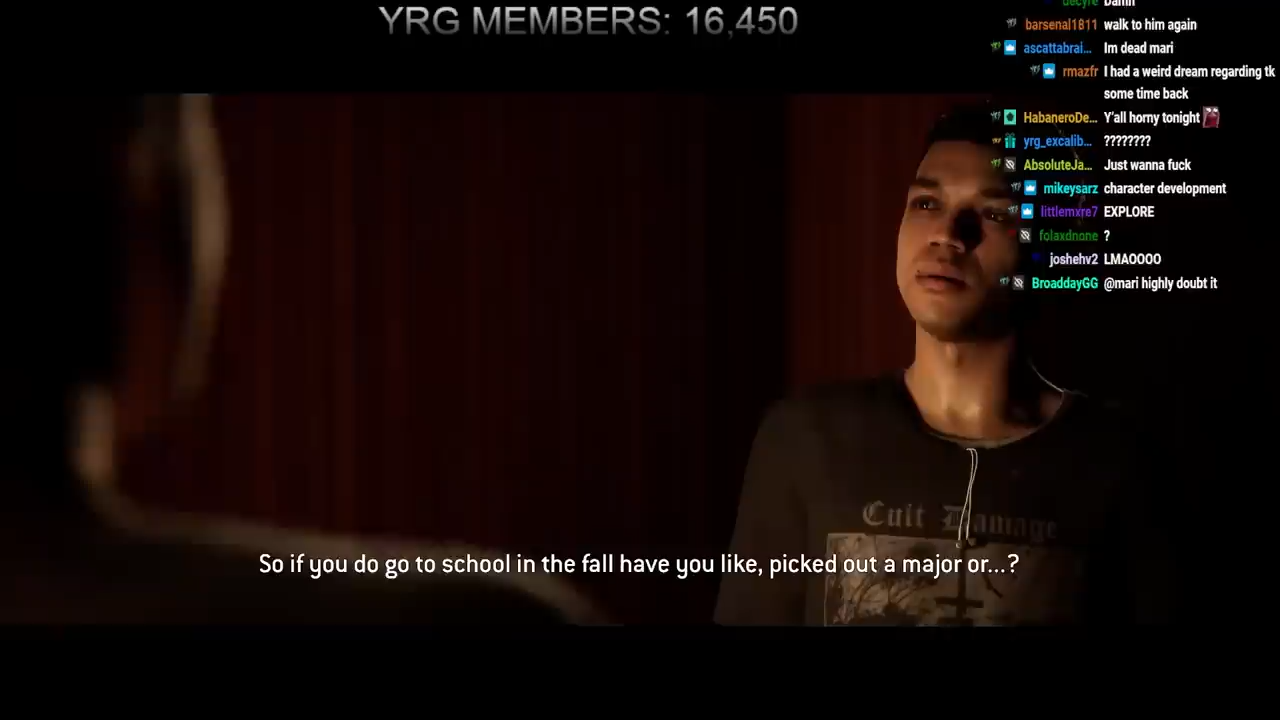 YRG MEMBERS: 16,450
decyre Damn
barsenal1811 walk to him again
ascattabrai... Im dead mari
rmazfr I had a weird dream regarding tk
some time back
HabaneroDe... Y'all horny tonight
yrg_excalib... ????????
AbsoluteJa... Just wanna fuck
mikeysarz character development
littlemxre7 EXPLORE
folaxdnone ?
joshehv2 LMAOOOO
BroaddayGG @mari highly doubt it
Cult Damage
So if you do go to school in the fall have you like, picked out a major or...?